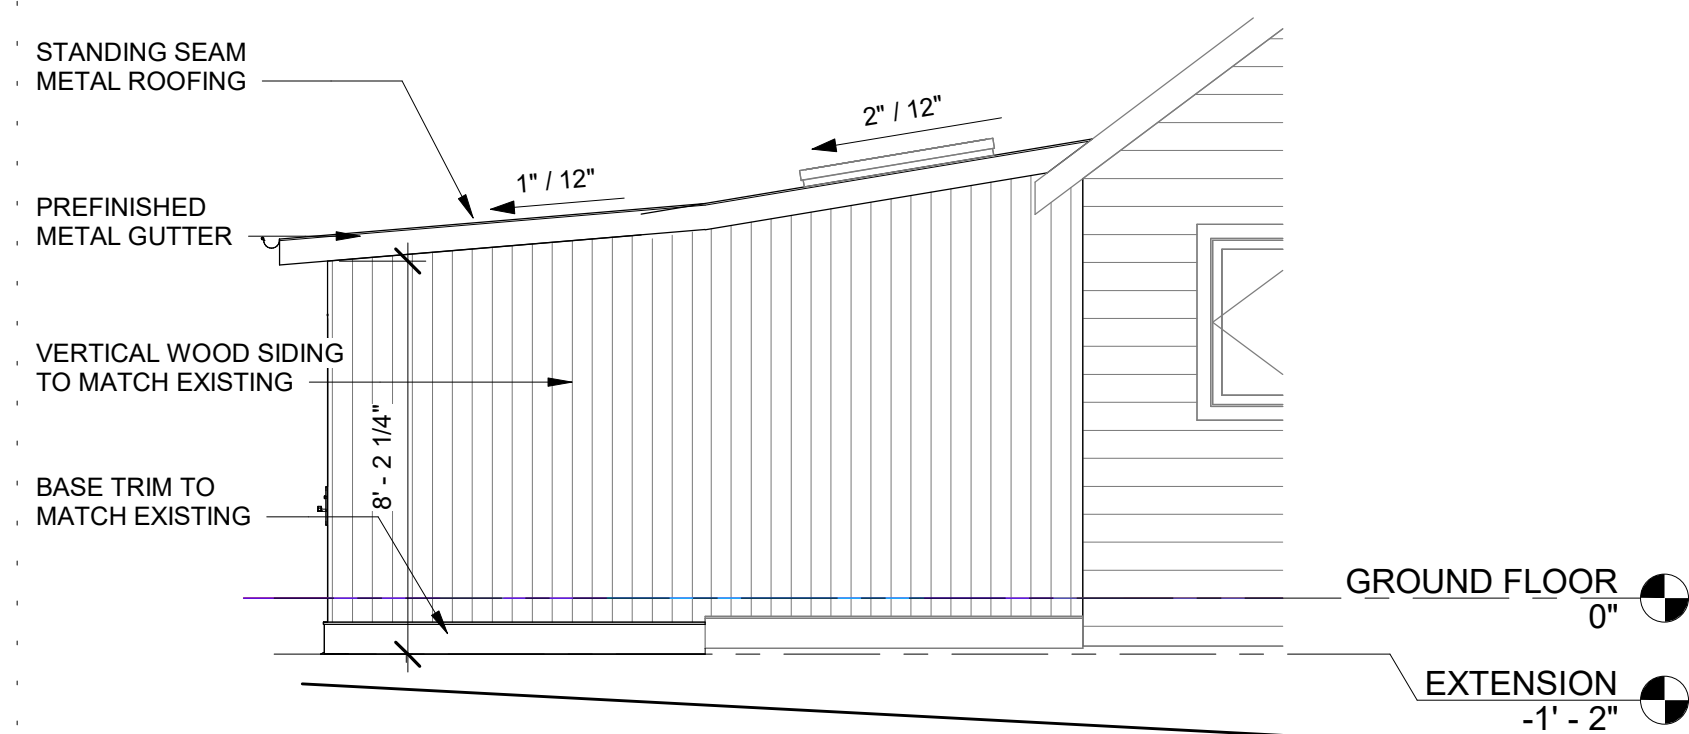 STANDING SEAM
METAL ROOFING
2" / 12"
1" / 12"
PREFINISHED
METAL GUTTER
VERTICAL WOOD SIDING
TO MATCH EXISTING
8' - 2 1/4"
BASE TRIM TO
MATCH EXISTING
GROUND FLOOR
0"
EXTENSION
-1' - 2"